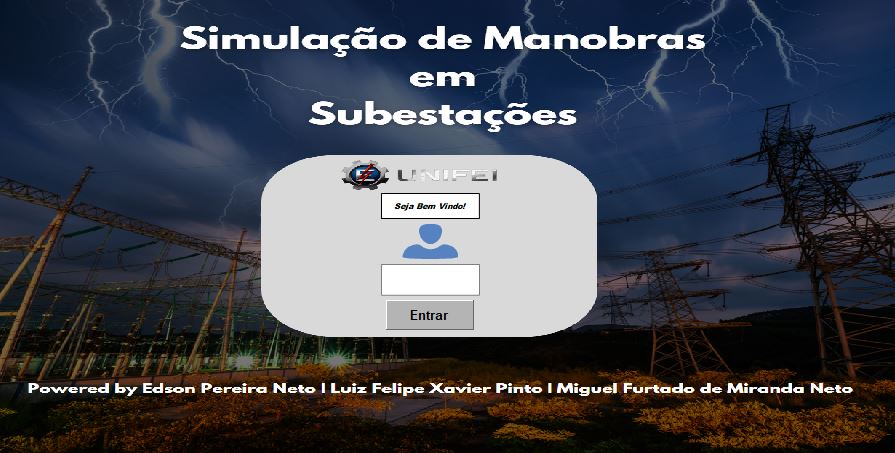 Simulação de Manobras
em
Subestações
UNIFEI
Seja Bem Vindo!
Entrar
Powered by Edson Pereira Neto | Luiz Felipe Xavier Pinto | Miguel Furtado de Miranda Neto